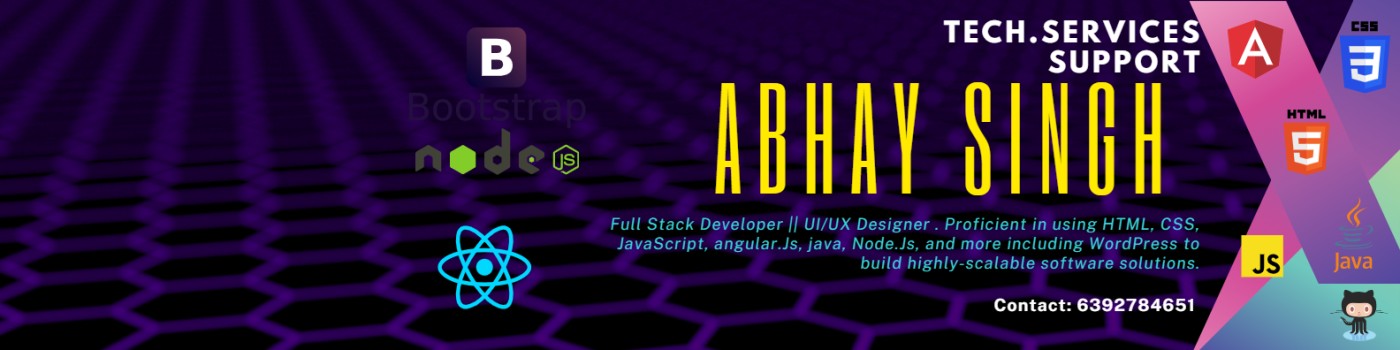 B
Bootstrap
node
JS
TECH.SERVICES
SUPPORT
ABHAY SINGH
Full Stack Developer || UI/UX Designer . Proficient in using HTML, CSS,
JavaScript, angular.Js, java, Node.Js, and more including WordPress to
build highly-scalable software solutions.
Contact: 6392784651
A
CSS
3
HTML
5
JS
Java